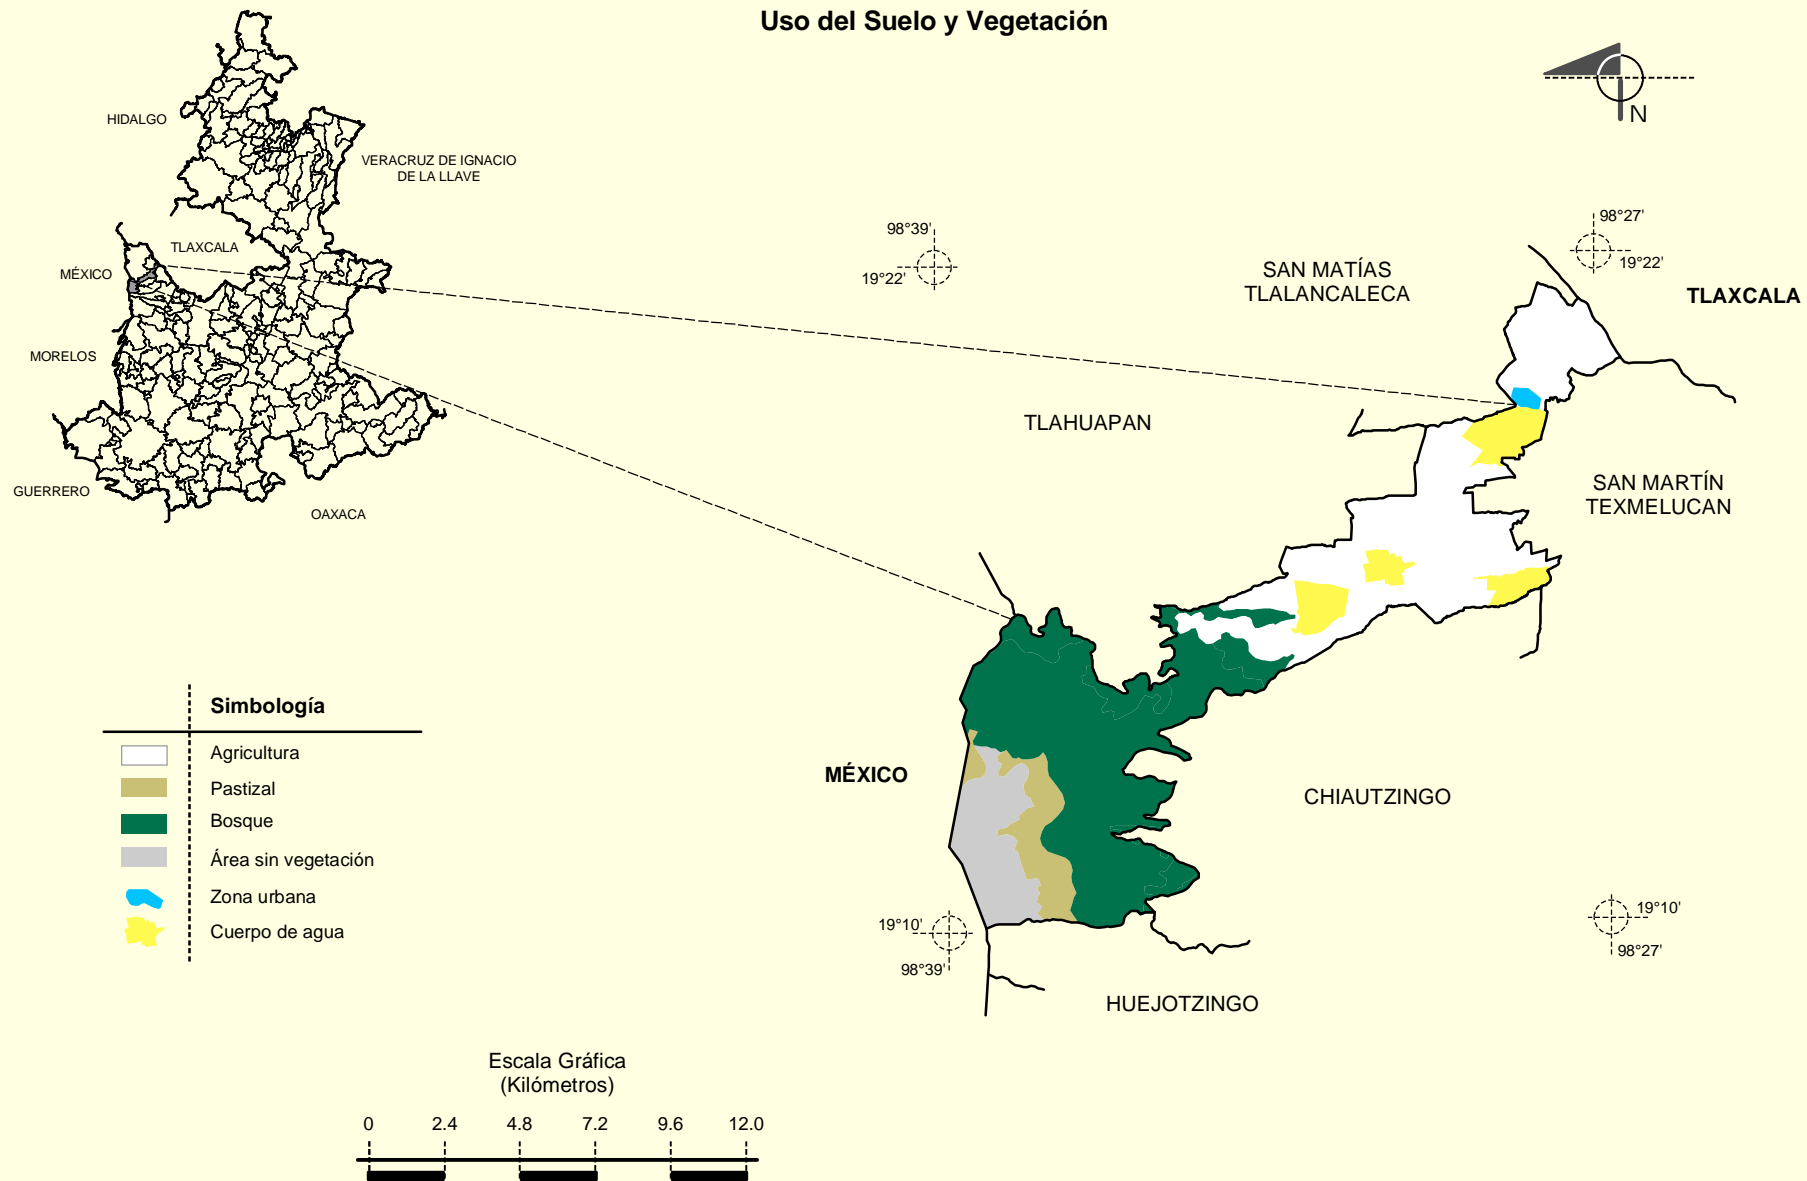 Uso del Suelo y Vegetación
N
HIDALGO
VERACRUZ DE IGNACIO
DE LA LLAVE
TLAXCALA
MÉXICO
MORELOS
GUERRERO
OAXACA
98°39'
19°22'
98°27'
19°22'
SAN MATÍAS
TLALANCALECA
TLAXCALA
TLAHUAPAN
SAN MARTÍN
TEXMELUCAN
MÉXICO
CHIAUTZINGO
HUEJOTZINGO
19°10'
98°39'
19°10'
98°27'
Simbología
Agricultura
Pastizal
Bosque
Área sin vegetación
Zona urbana
Cuerpo de agua
Escala Gráfica
(Kilómetros)
0 2.4 4.8 7.2 9.6 12.0